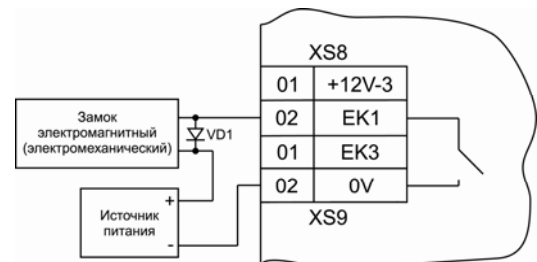 XS8
01 +12V-3
02 EK1
01 EK3
02 0V
XS9
Замок
электромагнитный
(электромеханический)
VD1
Источник
питания
+
-